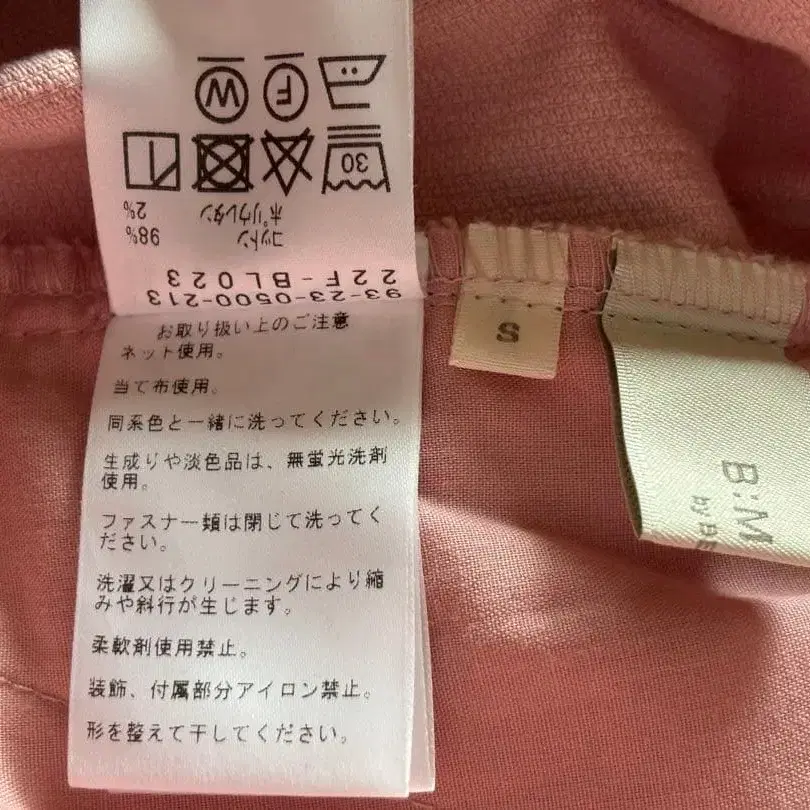 93-23-0500-213
22F-BL023
コットン 98%
ポリウレタン 2%
30
F W
お取り扱い上のご注意
ネット使用。
当て布使用。
同系色と一緒に洗ってください。
生成りや淡色品は、無蛍光洗剤
使用。
ファスナー類は閉じて洗ってく
ださい。
洗濯又はクリーニングにより縮
みや斜行が生じます。
柔軟剤使用禁止。
装飾、付属部分アイロン禁止。
形を整えて干してください。
S
B:M
by